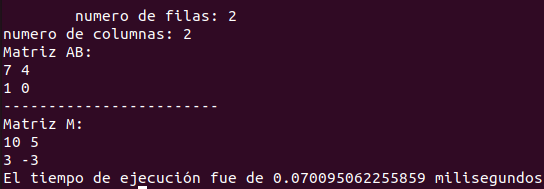 numero de filas: 2
numero de columnas: 2
Matriz AB:
7 4
1 0
------------------------
Matriz M:
10 5
3 -3
El tiempo de ejecución fue de 0.070095062255859 milisegundos